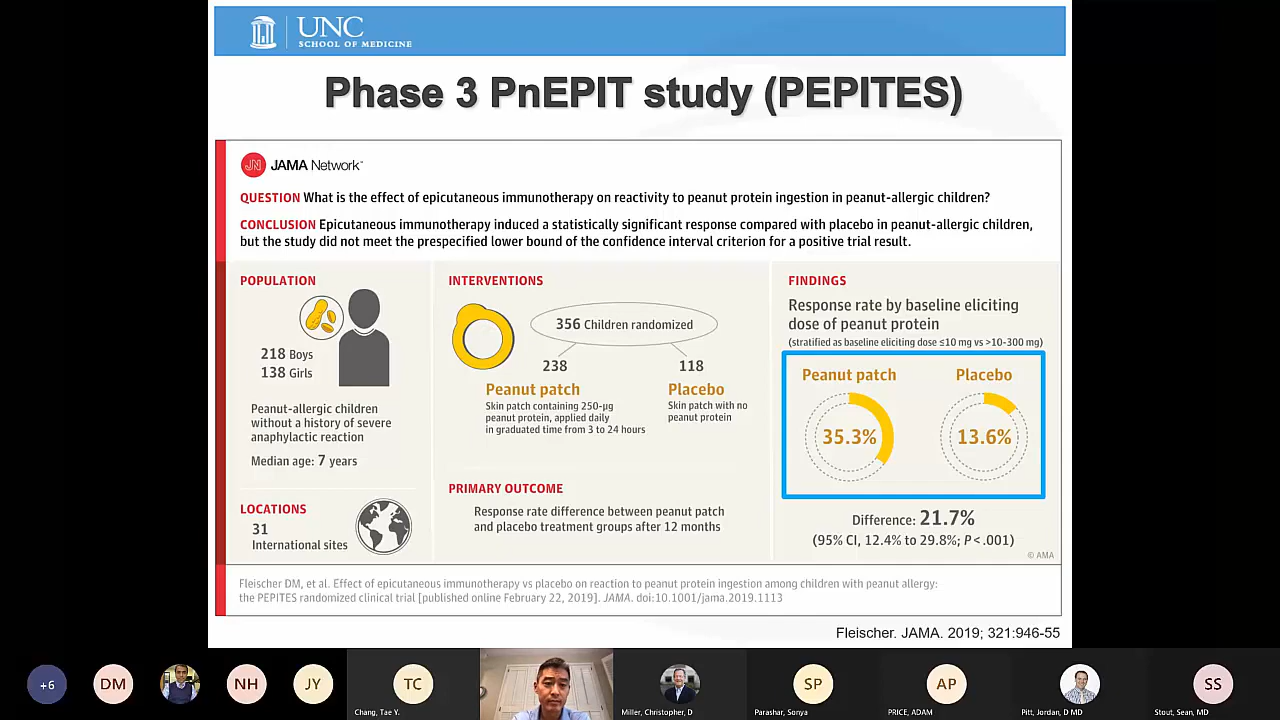 UNC
SCHOOL OF MEDICINE
Phase 3 PnEPIT study (PEPITES)
JN JAMA Network™
QUESTION What is the effect of epicutaneous immunotherapy on reactivity to peanut protein ingestion in peanut-allergic children?
CONCLUSION Epicutaneous immunotherapy induced a statistically significant response compared with placebo in peanut-allergic children,
but the study did not meet the prespecified lower bound of the confidence interval criterion for a positive trial result.
POPULATION
218 Boys
138 Girls
Peanut-allergic children
without a history of severe
anaphylactic reaction
Median age: 7 years
LOCATIONS
31
International sites
INTERVENTIONS
356 Children randomized
238
Peanut patch
Skin patch containing 250-µg
peanut protein, applied daily
in graduated time from 3 to 24 hours
118
Placebo
Skin patch with no
peanut protein
PRIMARY OUTCOME
Response rate difference between peanut patch
and placebo treatment groups after 12 months
FINDINGS
Response rate by baseline eliciting
dose of peanut protein
(stratified as baseline eliciting dose ≤10 mg vs >10-300 mg)
Peanut patch
35.3%
Placebo
13.6%
Difference: 21.7%
(95% CI, 12.4% to 29.8%; P<.001)
© AMA
Fleischer DM, et al. Effect of epicutaneous immunotherapy vs placebo on reaction to peanut protein ingestion among children with peanut allergy:
the PEPITES randomized clinical trial [published online February 22, 2019]. JAMA. doi:10.1001/jama.2019.1113
Fleischer. JAMA. 2019; 321:946-55
+6
DM
NH
JY
TC
Chang, Tae Y.
Miller, Christopher, D
SP
Parashar, Sonya
AP
PRICE, ADAM
Pitt, Jordan, D MD
SS
Stout, Sean, MD